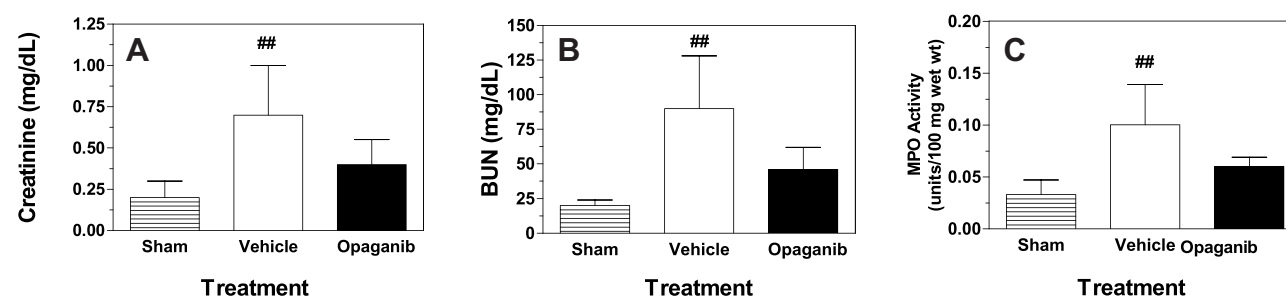 A
Creatinine (mg/dL)
1.25
1.00
0.75
0.50
0.25
0.00
##
Sham Vehicle Opaganib
Treatment
B
BUN (mg/dL)
150
125
100
75
50
25
0
##
Sham Vehicle Opaganib
Treatment
C
MPO Activity
(units/100 mg wet wt)
0.20
0.15
0.10
0.05
0.00
##
Sham Vehicle Opaganib
Treatment